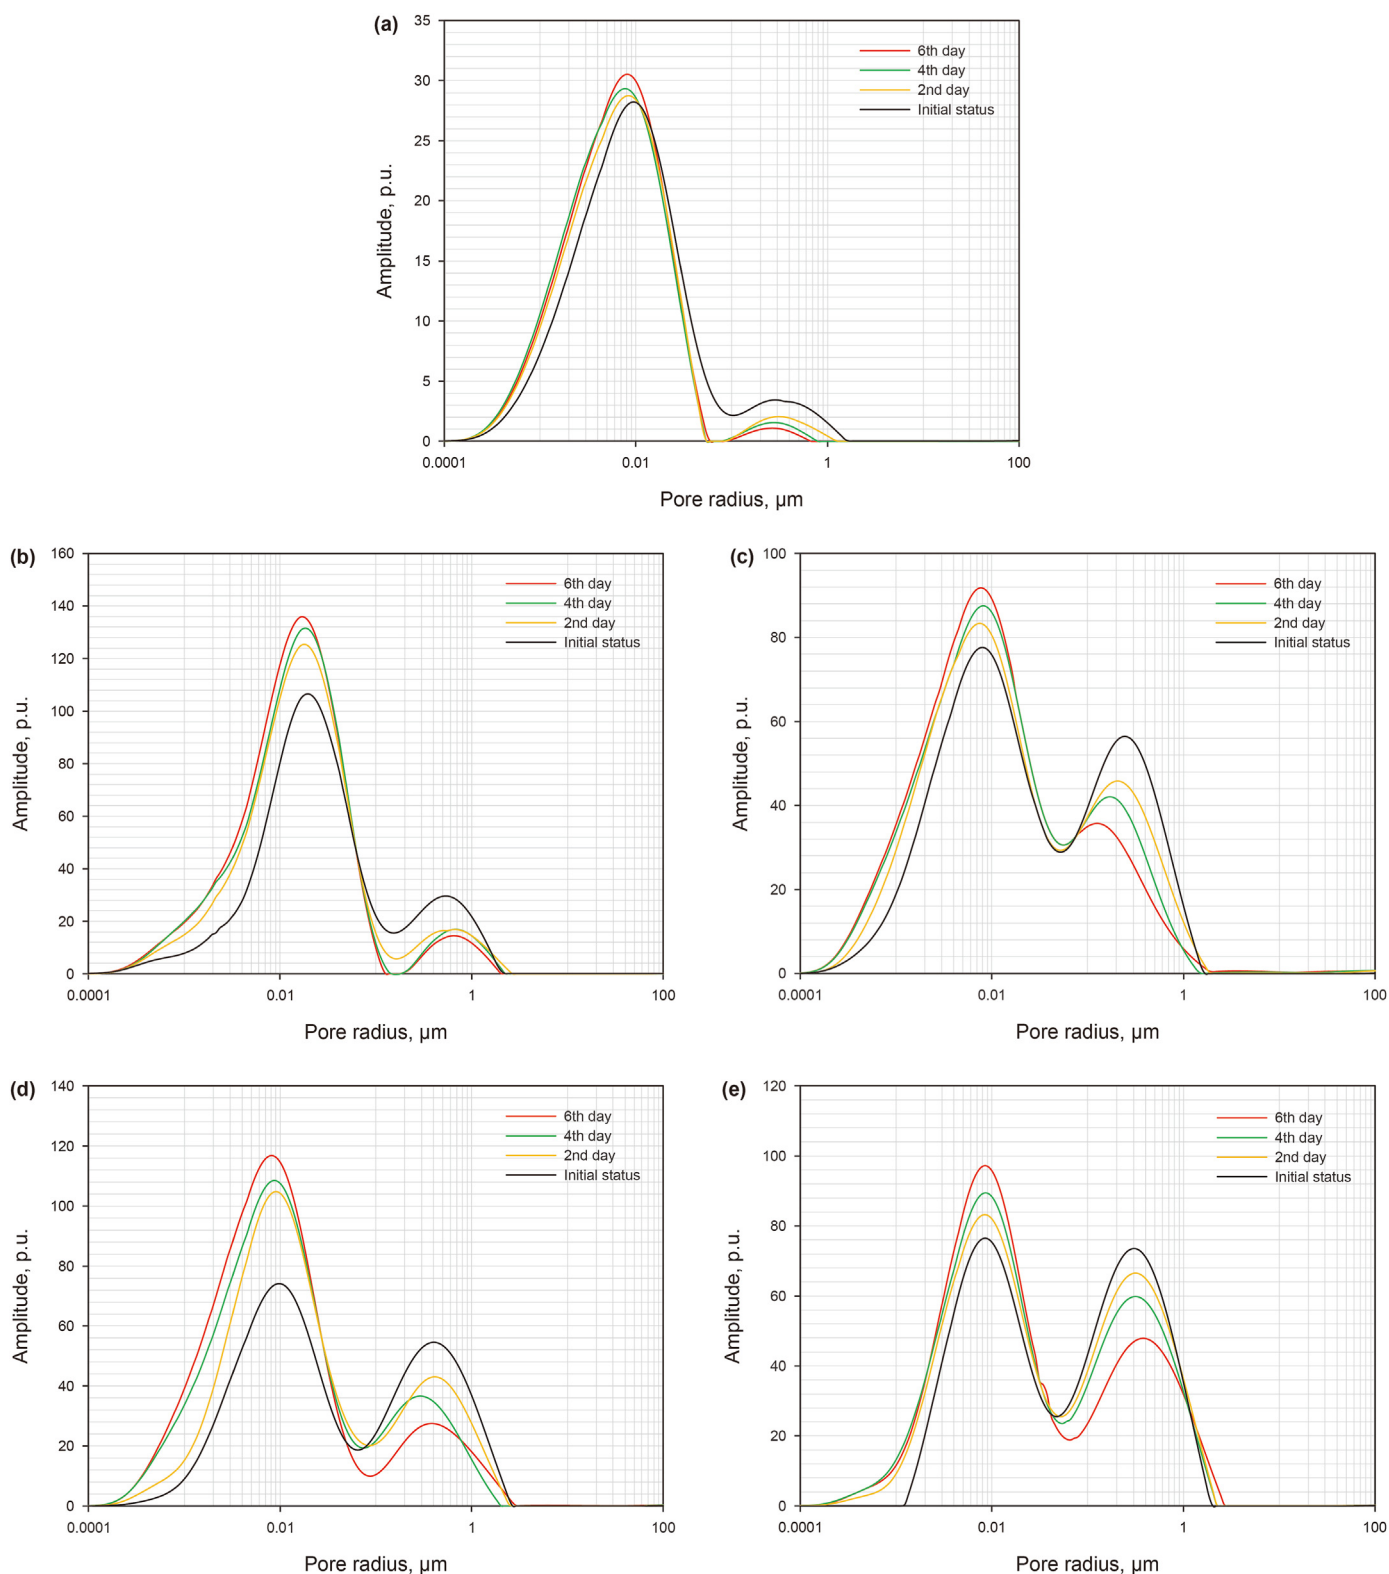 (a)
35
30
25
20
15
10
5
0
Amplitude, p.u.
6th day
4th day
2nd day
Initial status
0.0001 0.01 1 100
Pore radius, µm
(b)
160
140
120
100
80
60
40
20
0
Amplitude, p.u.
6th day
4th day
2nd day
Initial status
0.0001 0.01 1 100
Pore radius, µm
(c)
100
80
60
40
20
0
Amplitude, p.u.
6th day
4th day
2nd day
Initial status
0.0001 0.01 1 100
Pore radius, µm
(d)
140
120
100
80
60
40
20
0
Amplitude, p.u.
6th day
4th day
2nd day
Initial status
0.0001 0.01 1 100
Pore radius, µm
(e)
120
100
80
60
40
20
0
Amplitude, p.u.
6th day
4th day
2nd day
Initial status
0.0001 0.01 1 100
Pore radius, µm